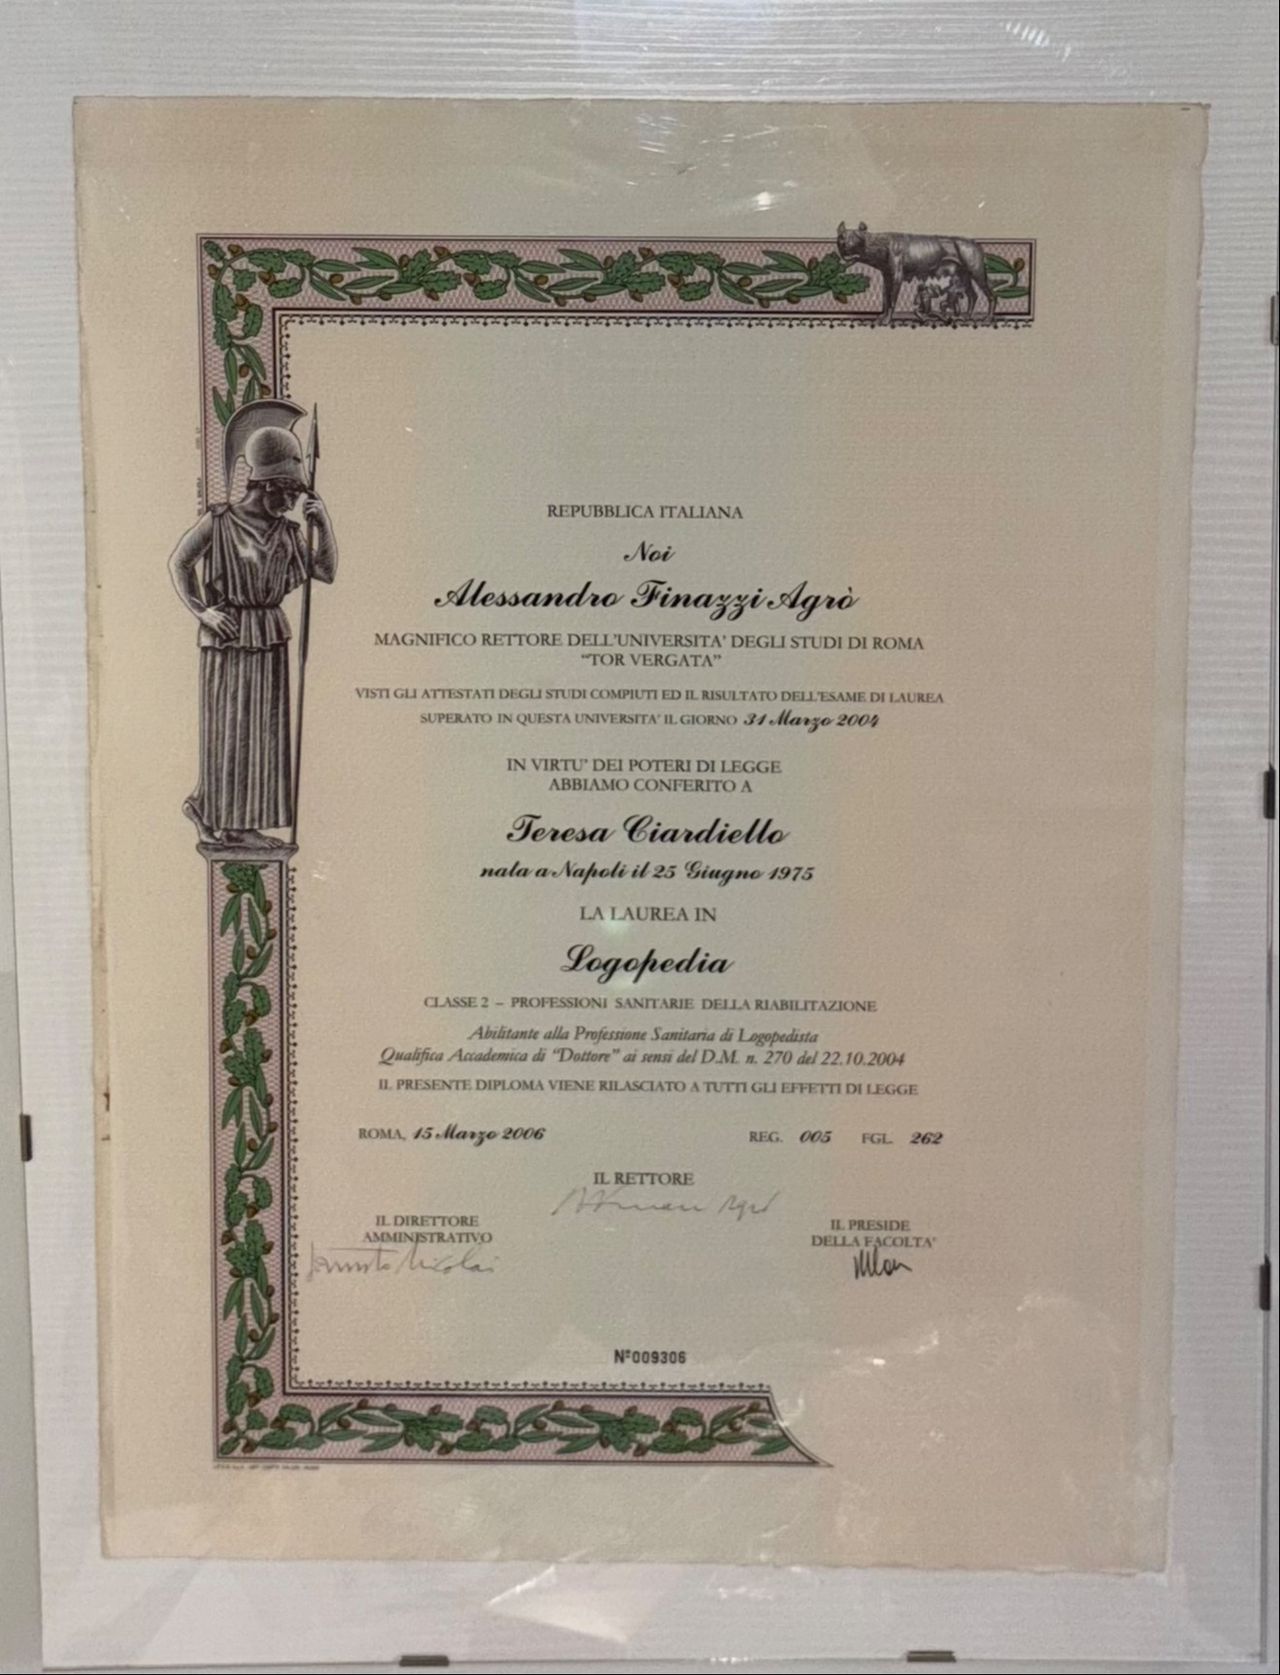 REPUBBLICA ITALIANA
Noi
Alessandro Finazzi Agrò
MAGNIFICO RETTORE DELL'UNIVERSITA' DEGLI STUDI DI ROMA
“TOR VERGATA”
VISTI GLI ATTESTATI DEGLI STUDI COMPIUTI ED IL RISULTATO DELL'ESAME DI LAUREA
SUPERATO IN QUESTA UNIVERSITA' IL GIORNO 31 Marzo 2004
IN VIRTU' DEI POTERI DI LEGGE
ABBIAMO CONFERITO A
Teresa Ciardiello
nata a Napoli il 25 Giugno 1975
LA LAUREA IN
Logopedia
CLASSE 2 – PROFESSIONI SANITARIE DELLA RIABILITAZIONE
Abilitante alla Professione Sanitaria di Logopedista
Qualifica Accademica di “Dottore” ai sensi del D.M. n. 270 del 22.10.2004
IL PRESENTE DIPLOMA VIENE RILASCIATO A TUTTI GLI EFFETTI DI LEGGE
ROMA, 15 Marzo 2006 REG. 005 FGL. 262
IL RETTORE
IL DIRETTORE
AMMINISTRATIVO
IL PRESIDE
DELLA FACOLTA'
Nº009306